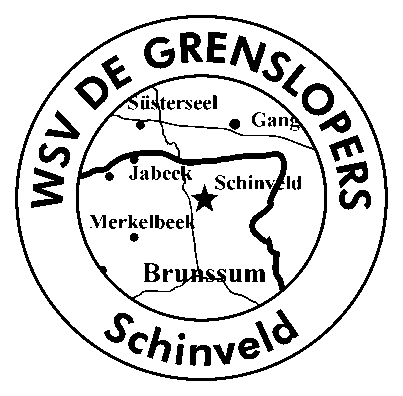 WSV DE GRENSLOPERS
Süsterseel
Gang
Jabeek
Schinveld
Merkelbeek
Brunssum
Schinveld